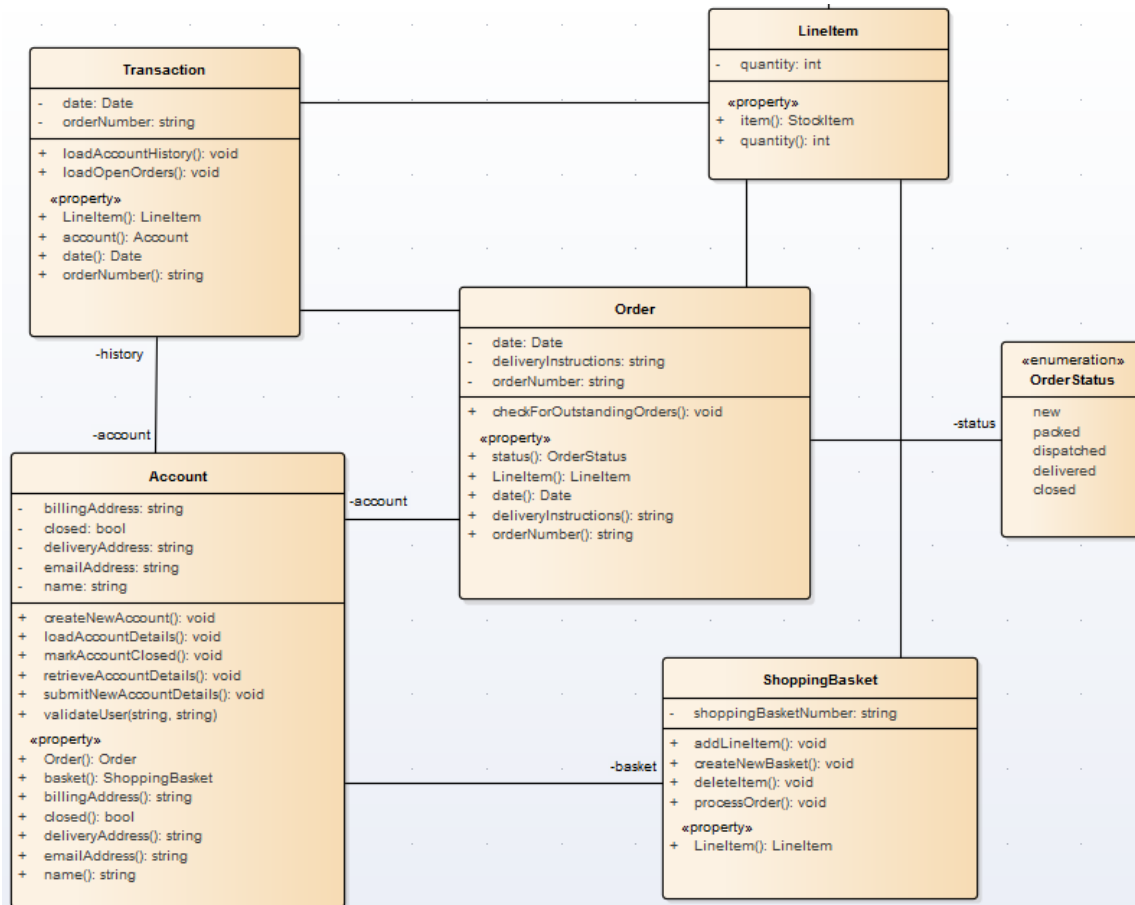 LineItem
- quantity: int
«property»
+ item(): StockItem
+ quantity(): int
Transaction
- date: Date
- orderNumber: string
+ loadAccountHistory(): void
+ loadOpenOrders(): void
«property»
+ LineItem(): LineItem
+ account(): Account
+ date(): Date
+ orderNumber(): string
-history
-account
Order
- date: Date
- deliveryInstructions: string
- orderNumber: string
+ checkForOutstandingOrders(): void
«property»
+ status(): OrderStatus
+ LineItem(): LineItem
+ date(): Date
+ deliveryInstructions(): string
+ orderNumber(): string
-status
«enumeration»
OrderStatus
new
packed
dispatched
delivered
closed
Account
- billingAddress: string
- closed: bool
- deliveryAddress: string
- emailAddress: string
- name: string
+ createNewAccount(): void
+ loadAccountDetails(): void
+ markAccountClosed(): void
+ retrieveAccountDetails(): void
+ submitNewAccountDetails(): void
+ validateUser(string, string)
«property»
+ Order(): Order
+ basket(): ShoppingBasket
+ billingAddress(): string
+ closed(): bool
+ deliveryAddress(): string
+ emailAddress(): string
+ name(): string
-account
-basket
ShoppingBasket
- shoppingBasketNumber: string
+ addLineItem(): void
+ createNewBasket(): void
+ deleteItem(): void
+ processOrder(): void
«property»
+ LineItem(): LineItem